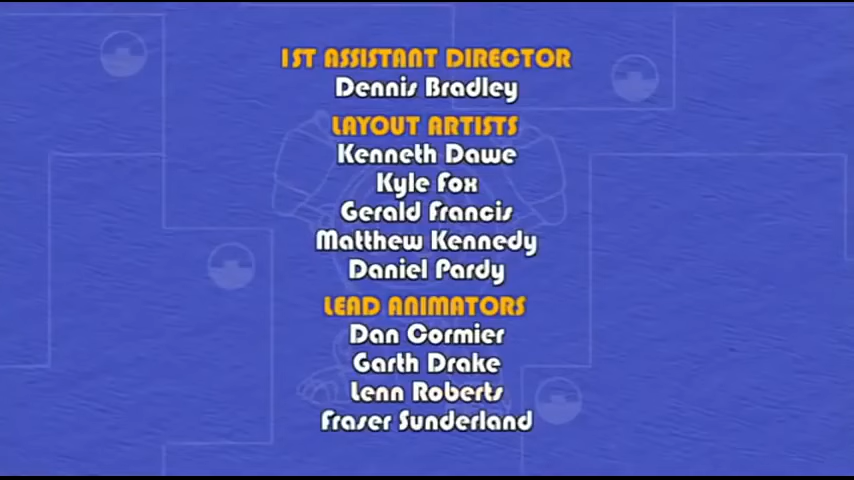 1ST ASSISTANT DIRECTOR
Dennis Bradley
LAYOUT ARTISTS
Kenneth Dawe
Kyle Fox
Gerald Francis
Matthew Kennedy
Daniel Pardy
LEAD ANIMATORS
Dan Cormier
Garth Drake
Lenn Roberts
Fraser Sunderland